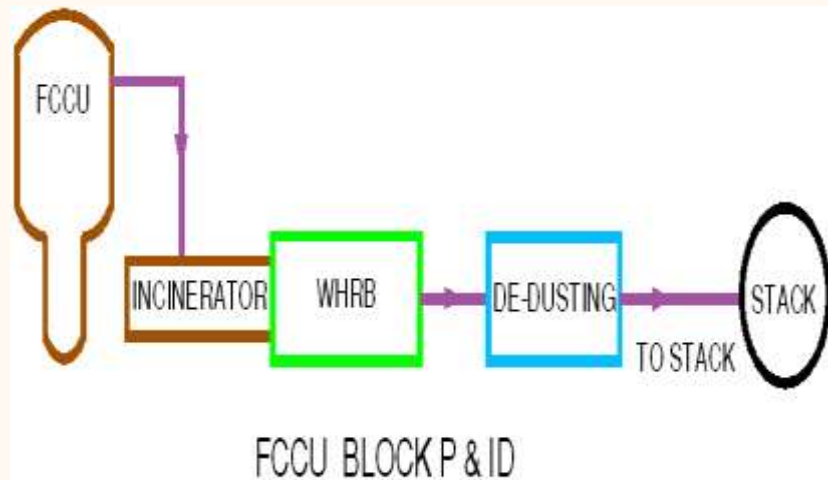 FCCU
INCINERATOR
WHRB
DE-DUSTING
STACK
TO STACK
FCCU BLOCK P & ID